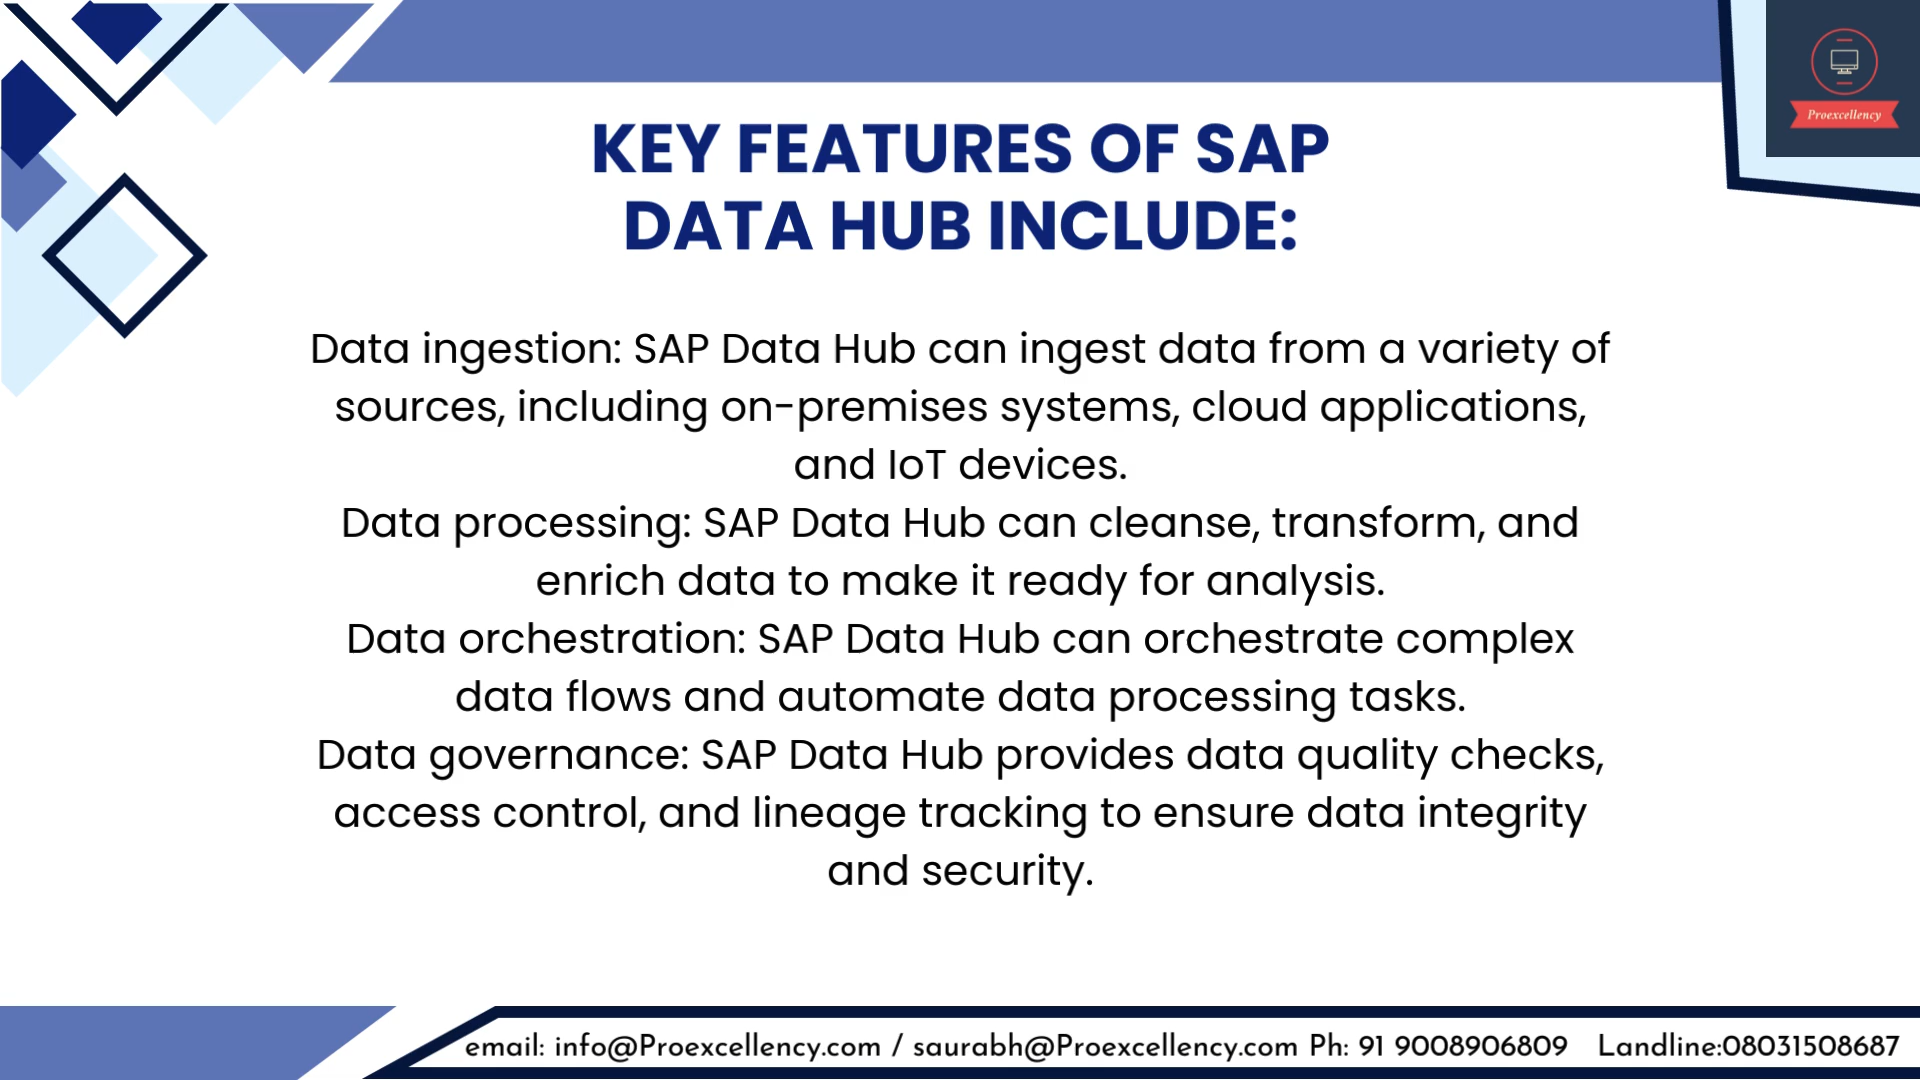 Proexcellency
KEY FEATURES OF SAP
DATA HUB INCLUDE:
Data ingestion: SAP Data Hub can ingest data from a variety of
sources, including on-premises systems, cloud applications,
and IoT devices.
Data processing: SAP Data Hub can cleanse, transform, and
enrich data to make it ready for analysis.
Data orchestration: SAP Data Hub can orchestrate complex
data flows and automate data processing tasks.
Data governance: SAP Data Hub provides data quality checks,
access control, and lineage tracking to ensure data integrity
and security.
email: info@Proexcellency.com / saurabh@Proexcellency.com Ph: 91 9008906809 Landline:08031508687